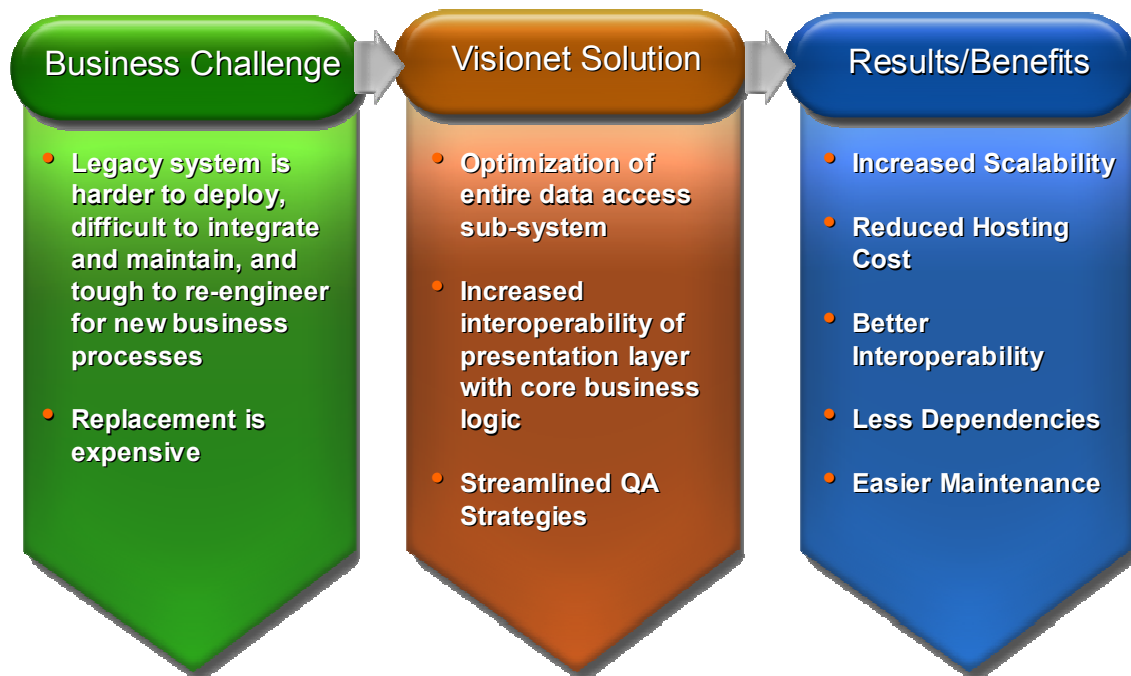 Business Challenge
• Legacy system is
harder to deploy,
difficult to integrate
and maintain, and
tough to re-engineer
for new business
processes
• Replacement is
expensive
Visionet Solution
• Optimization of
entire data access
sub-system
• Increased
interoperability of
presentation layer
with core business
logic
• Streamlined QA
Strategies
Results/Benefits
• Increased Scalability
• Reduced Hosting
Cost
• Better
Interoperability
• Less Dependencies
• Easier Maintenance